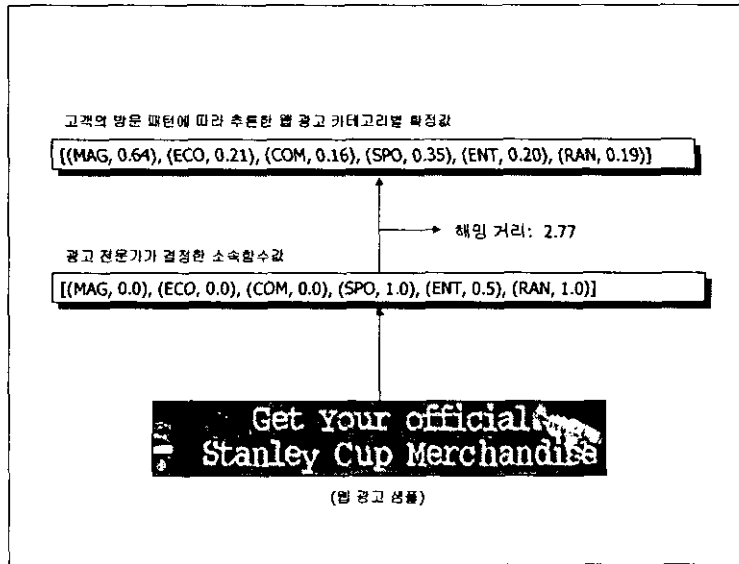 고객의 방문 패턴에 따라 추론한 웹 광고 카테고리별 확정값
[(MAG, 0.64), (ECO, 0.21), (COM, 0.16), (SPO, 0.35), (ENT, 0.20), (RAN, 0.19)]
해밍 거리: 2.77
광고 전문가가 결정한 소속함수값
[(MAG, 0.0), (ECO, 0.0), (COM, 0.0), (SPO, 1.0), (ENT, 0.5), (RAN, 1.0)]
Get Your official
Stanley Cup Merchandise
(웹 광고 샘플)